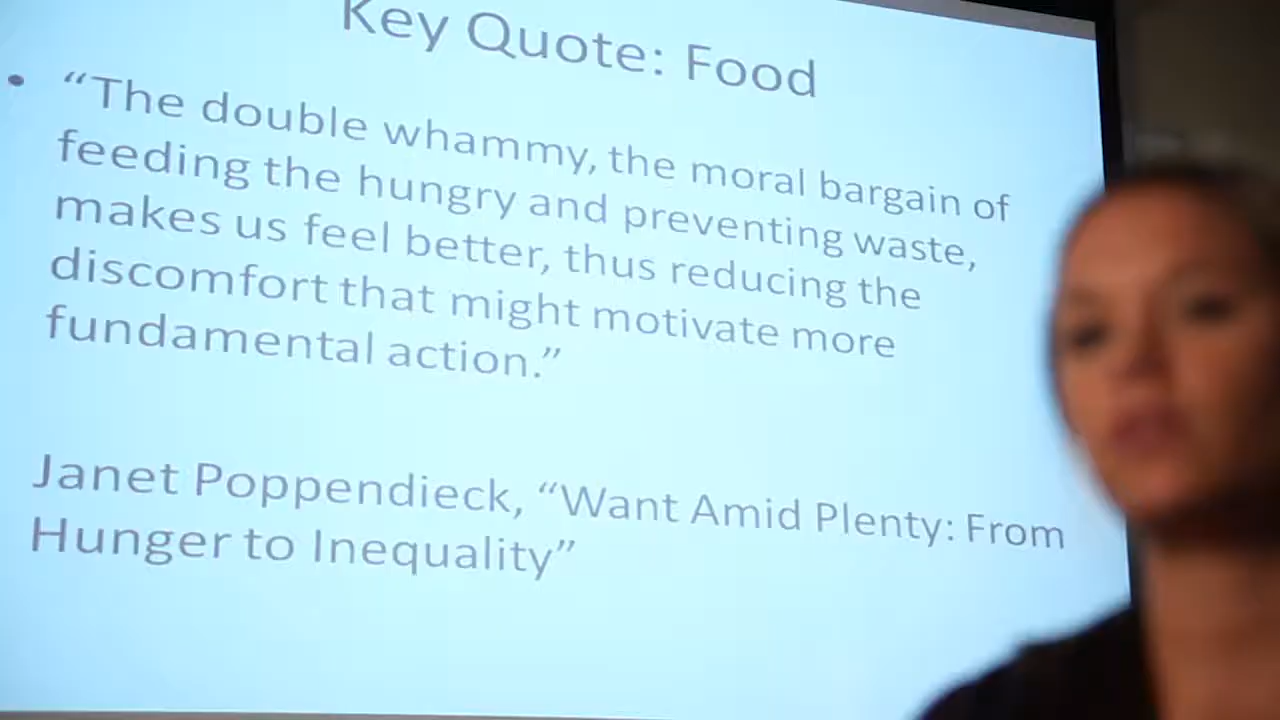 Key Quote: Food
• “The double whammy, the moral bargain of
feeding the hungry and preventing waste,
makes us feel better, thus reducing the
discomfort that might motivate more
fundamental action.”
Janet Poppendieck, “Want Amid Plenty: From
Hunger to Inequality”